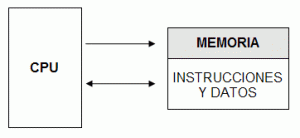 CPU
MEMORIA
INSTRUCCIONES
Y DATOS